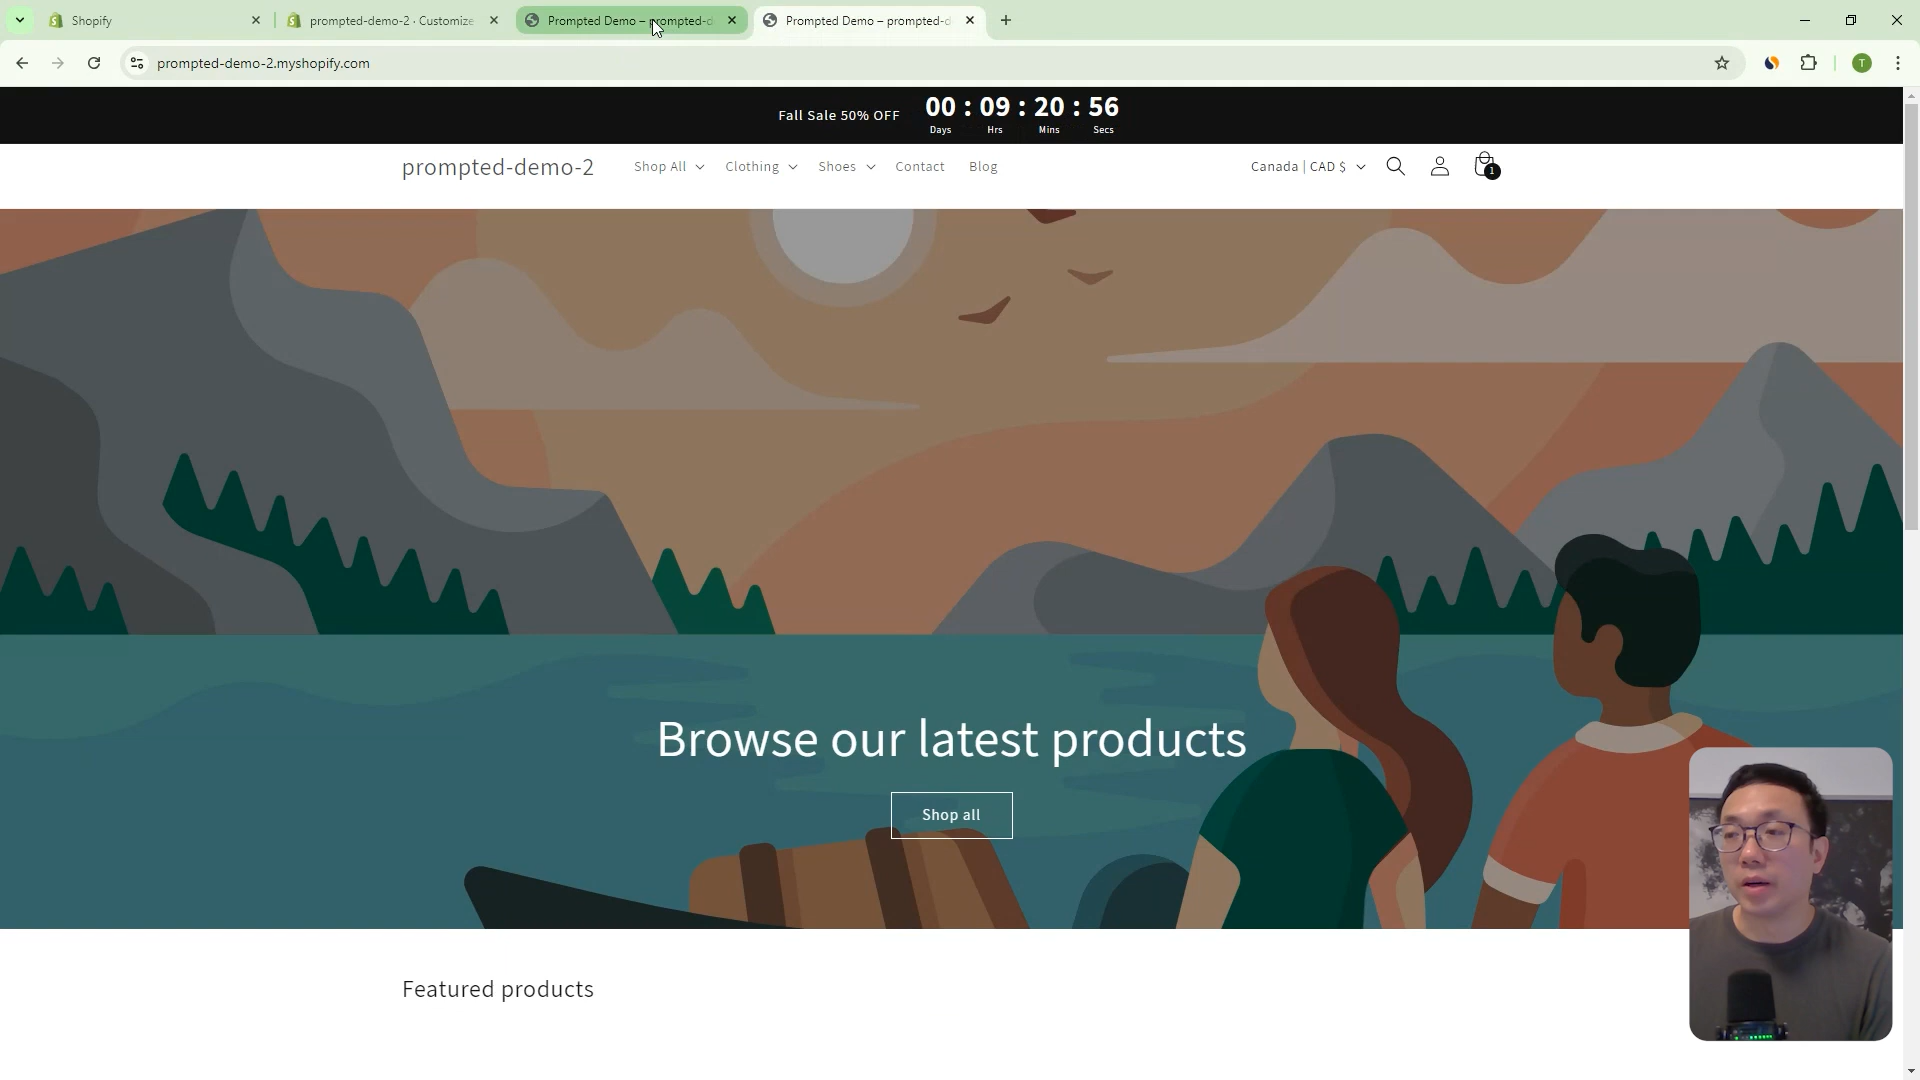 Shopify
prompted-demo-2 · Customize
Prompted Demo – prompted-d
Prompted Demo – prompted-d
prompted-demo-2.myshopify.com
T
Fall Sale 50% OFF
00 : 09 : 20 : 56
Days Hrs Mins Secs
prompted-demo-2
Shop All Clothing Shoes Contact Blog
Canada | CAD $
1
Browse our latest products
Shop all
Featured products